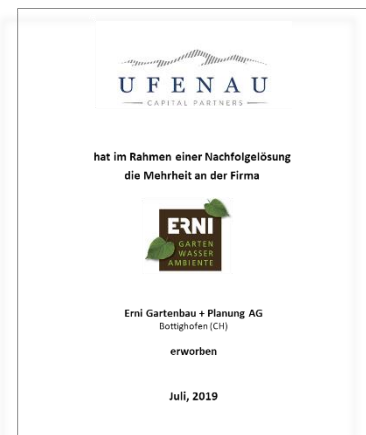 UFENAU
CAPITAL PARTNERS
hat im Rahmen einer Nachfolgelösung
die Mehrheit an der Firma
ERNI
GARTEN
WASSER
AMBIENTE
Erni Gartenbau + Planung AG
Bottighofen (CH)
erworben
Juli, 2019